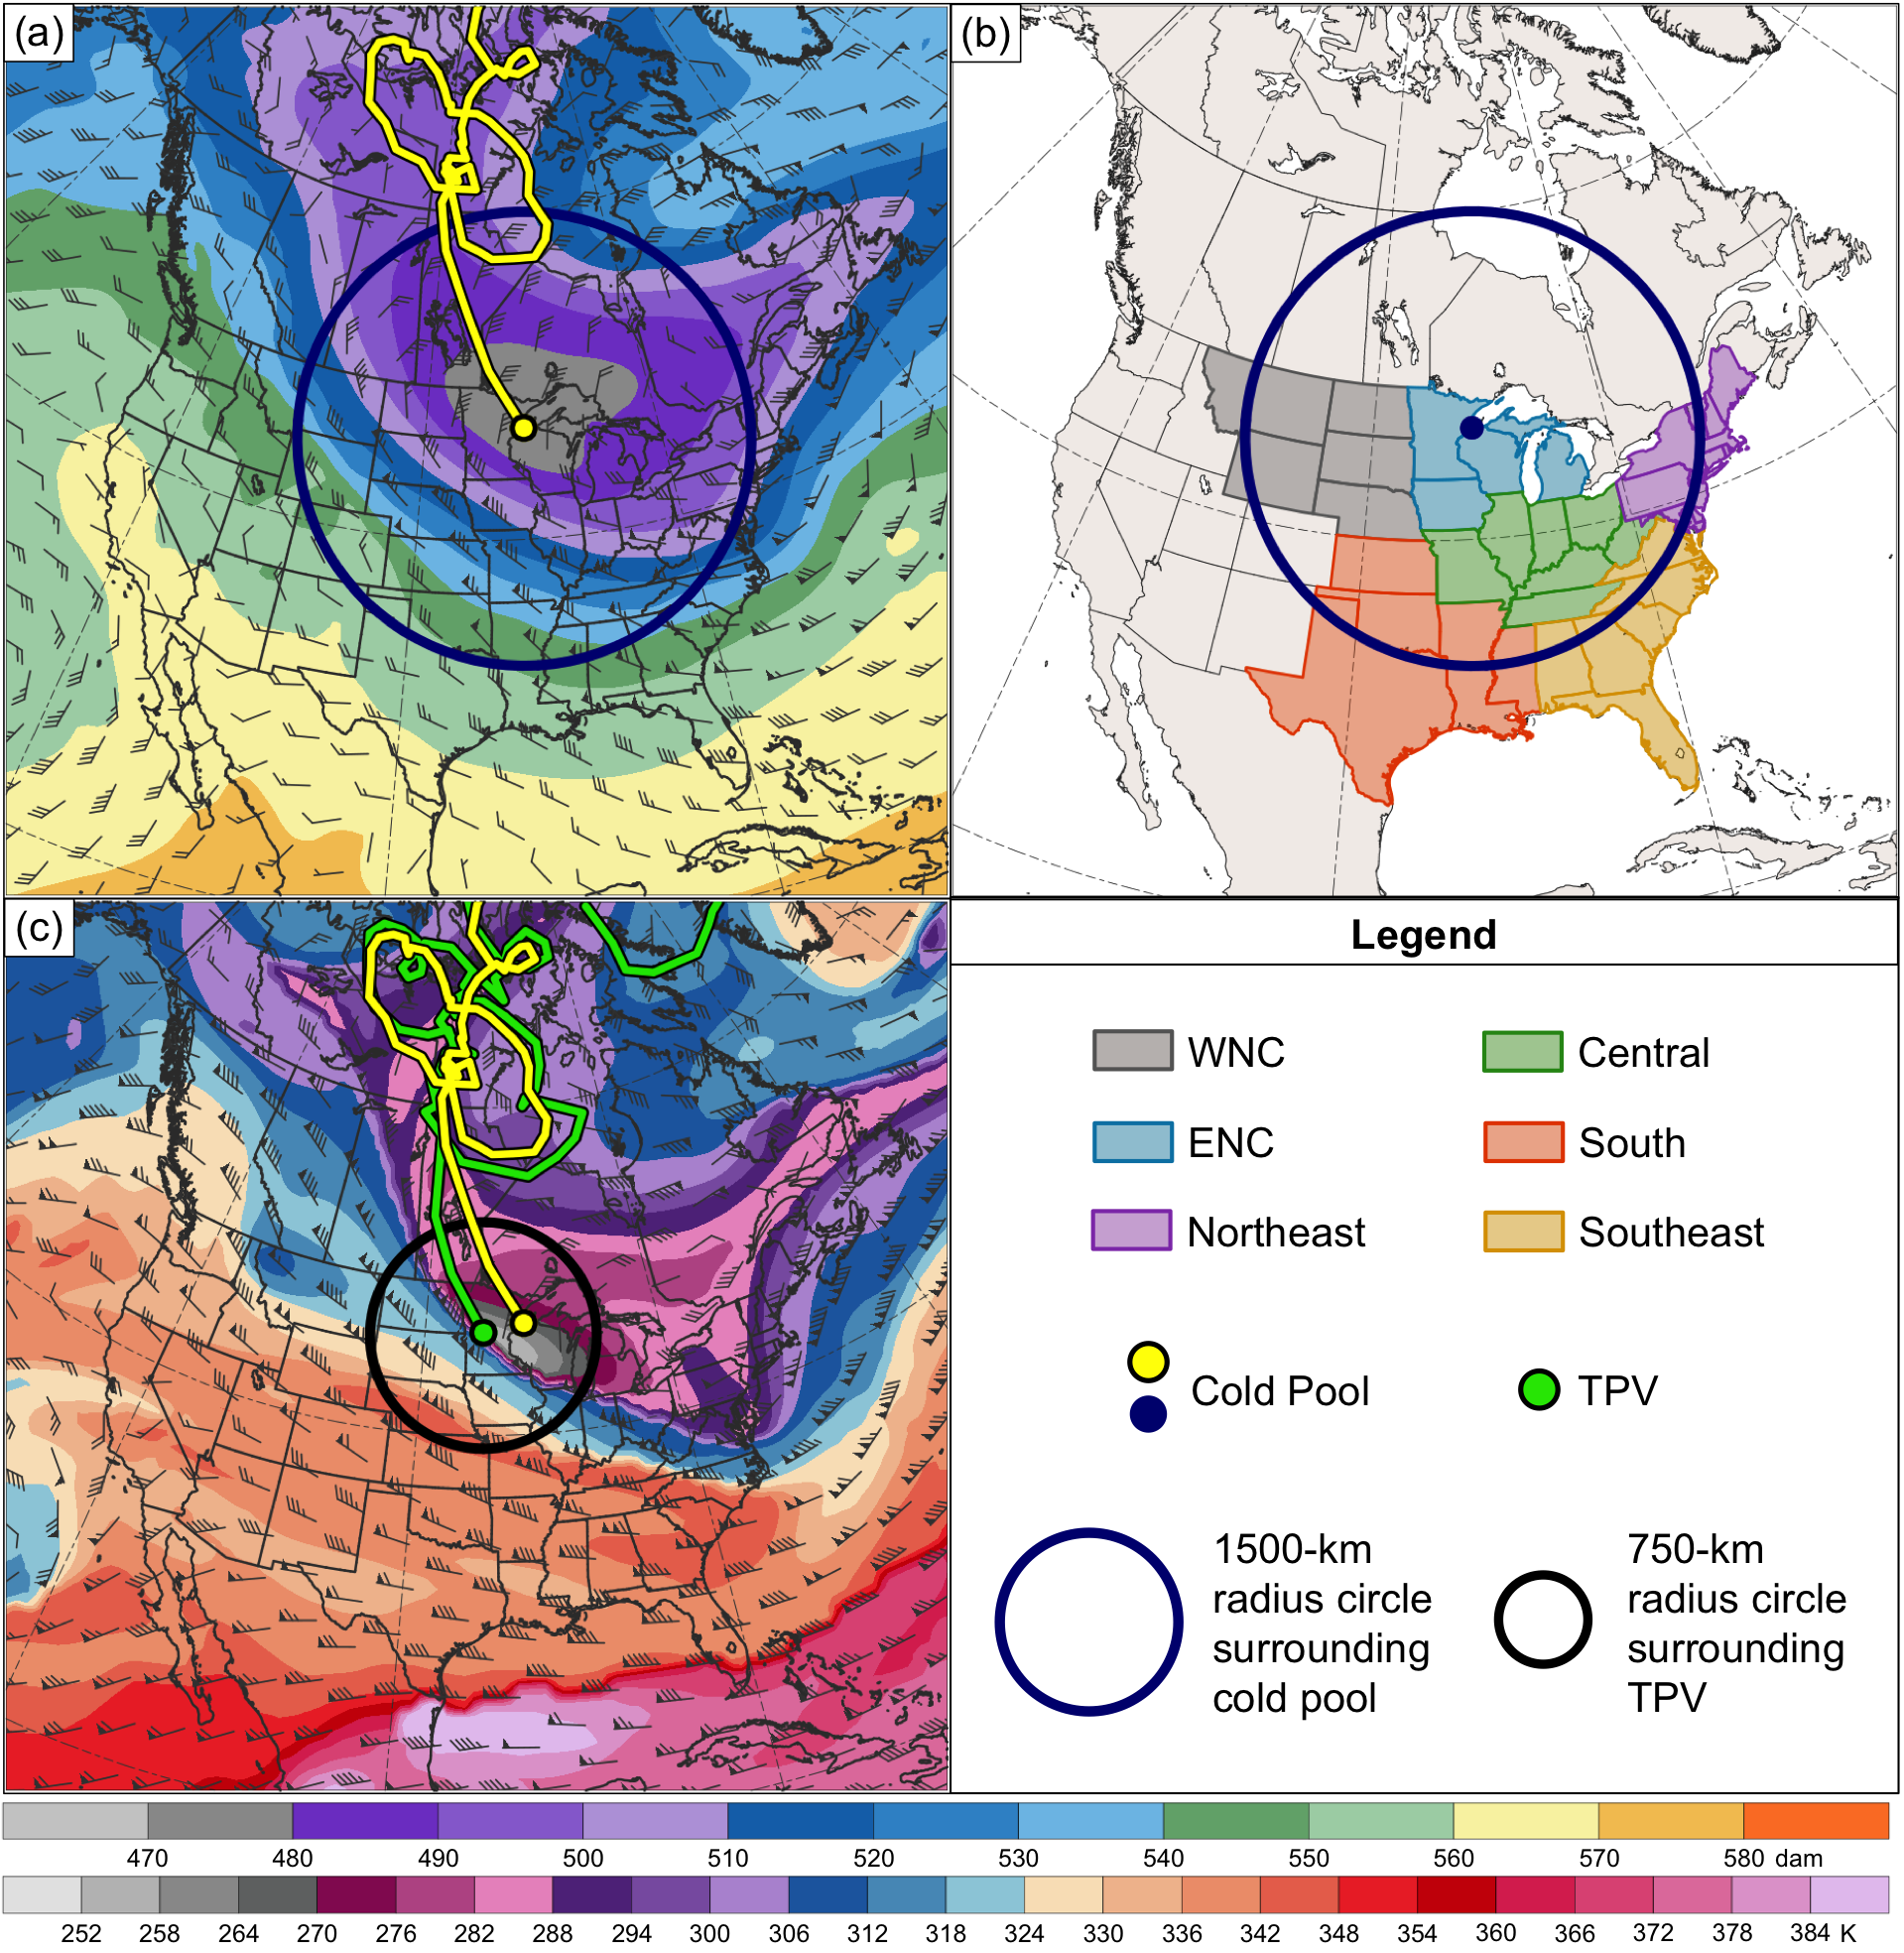 (a)
(b)
(c)
Legend
WNC
Central
ENC
South
Northeast
Southeast
Cold Pool
TPV
1500-km
radius circle
surrounding
cold pool
750-km
radius circle
surrounding
TPV
470 480 490 500 510 520 530 540 550 560 570 580 dam
252 258 264 270 276 282 288 294 300 306 312 318 324 330 336 342 348 354 360 366 372 378 384 K